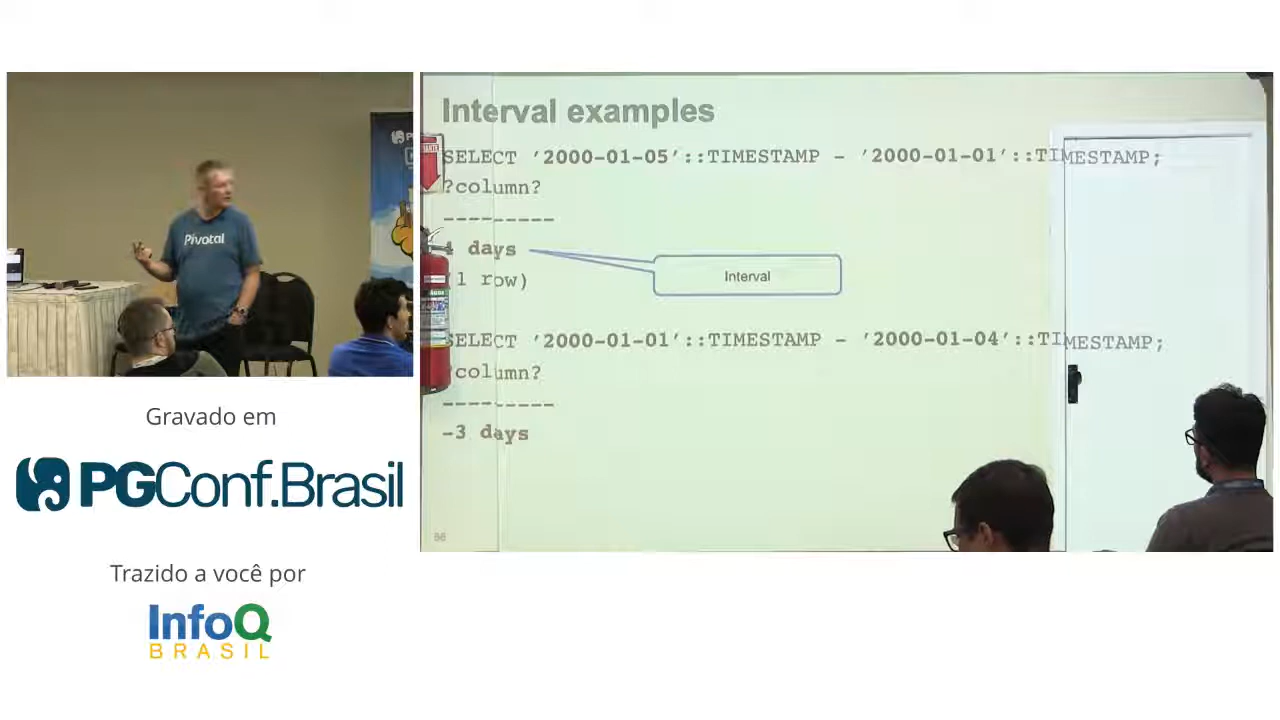 Pivotal
Gravado em
PGConf.Brasil
Trazido a você por
InfoQ
BRASIL
Interval examples
SELECT '2000-01-05'::TIMESTAMP - '2000-01-01'::TIMESTAMP;
?column?
---------
4 days
(1 row)
Interval
SELECT '2000-01-01'::TIMESTAMP - '2000-01-04'::TIMESTAMP;
?column?
---------
-3 days